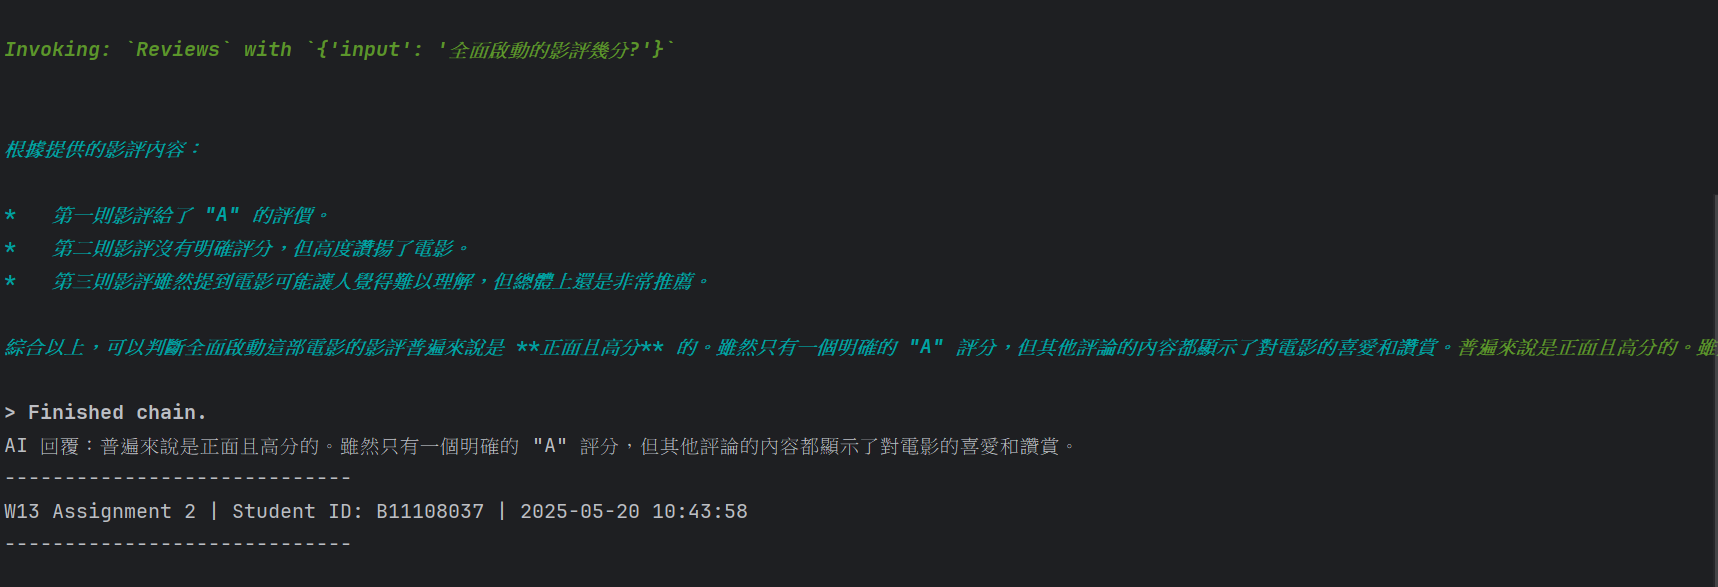 Invoking: `Reviews` with `{'input': '全面啟動的影評幾分?'}`
根據提供的影評內容：
*   第一則影評給了 "A" 的評價。
*   第二則影評沒有明確評分，但高度讚揚了電影。
*   第三則影評雖然提到電影可能讓人覺得難以理解，但總體上還是非常推薦。
綜合以上，可以判斷全面啟動這部電影的影評普遍來說是 **正面且高分** 的。雖然只有一個明確的 "A" 評分，但其他評論的內容都顯示了對電影的喜愛和讚賞。普遍來說是正面且高分的。雖
> Finished chain.
AI 回覆：普遍來說是正面且高分的。雖然只有一個明確的 "A" 評分，但其他評論的內容都顯示了對電影的喜愛和讚賞。
-----------------------------
W13 Assignment 2 | Student ID: B11108037 | 2025-05-20 10:43:58
-----------------------------